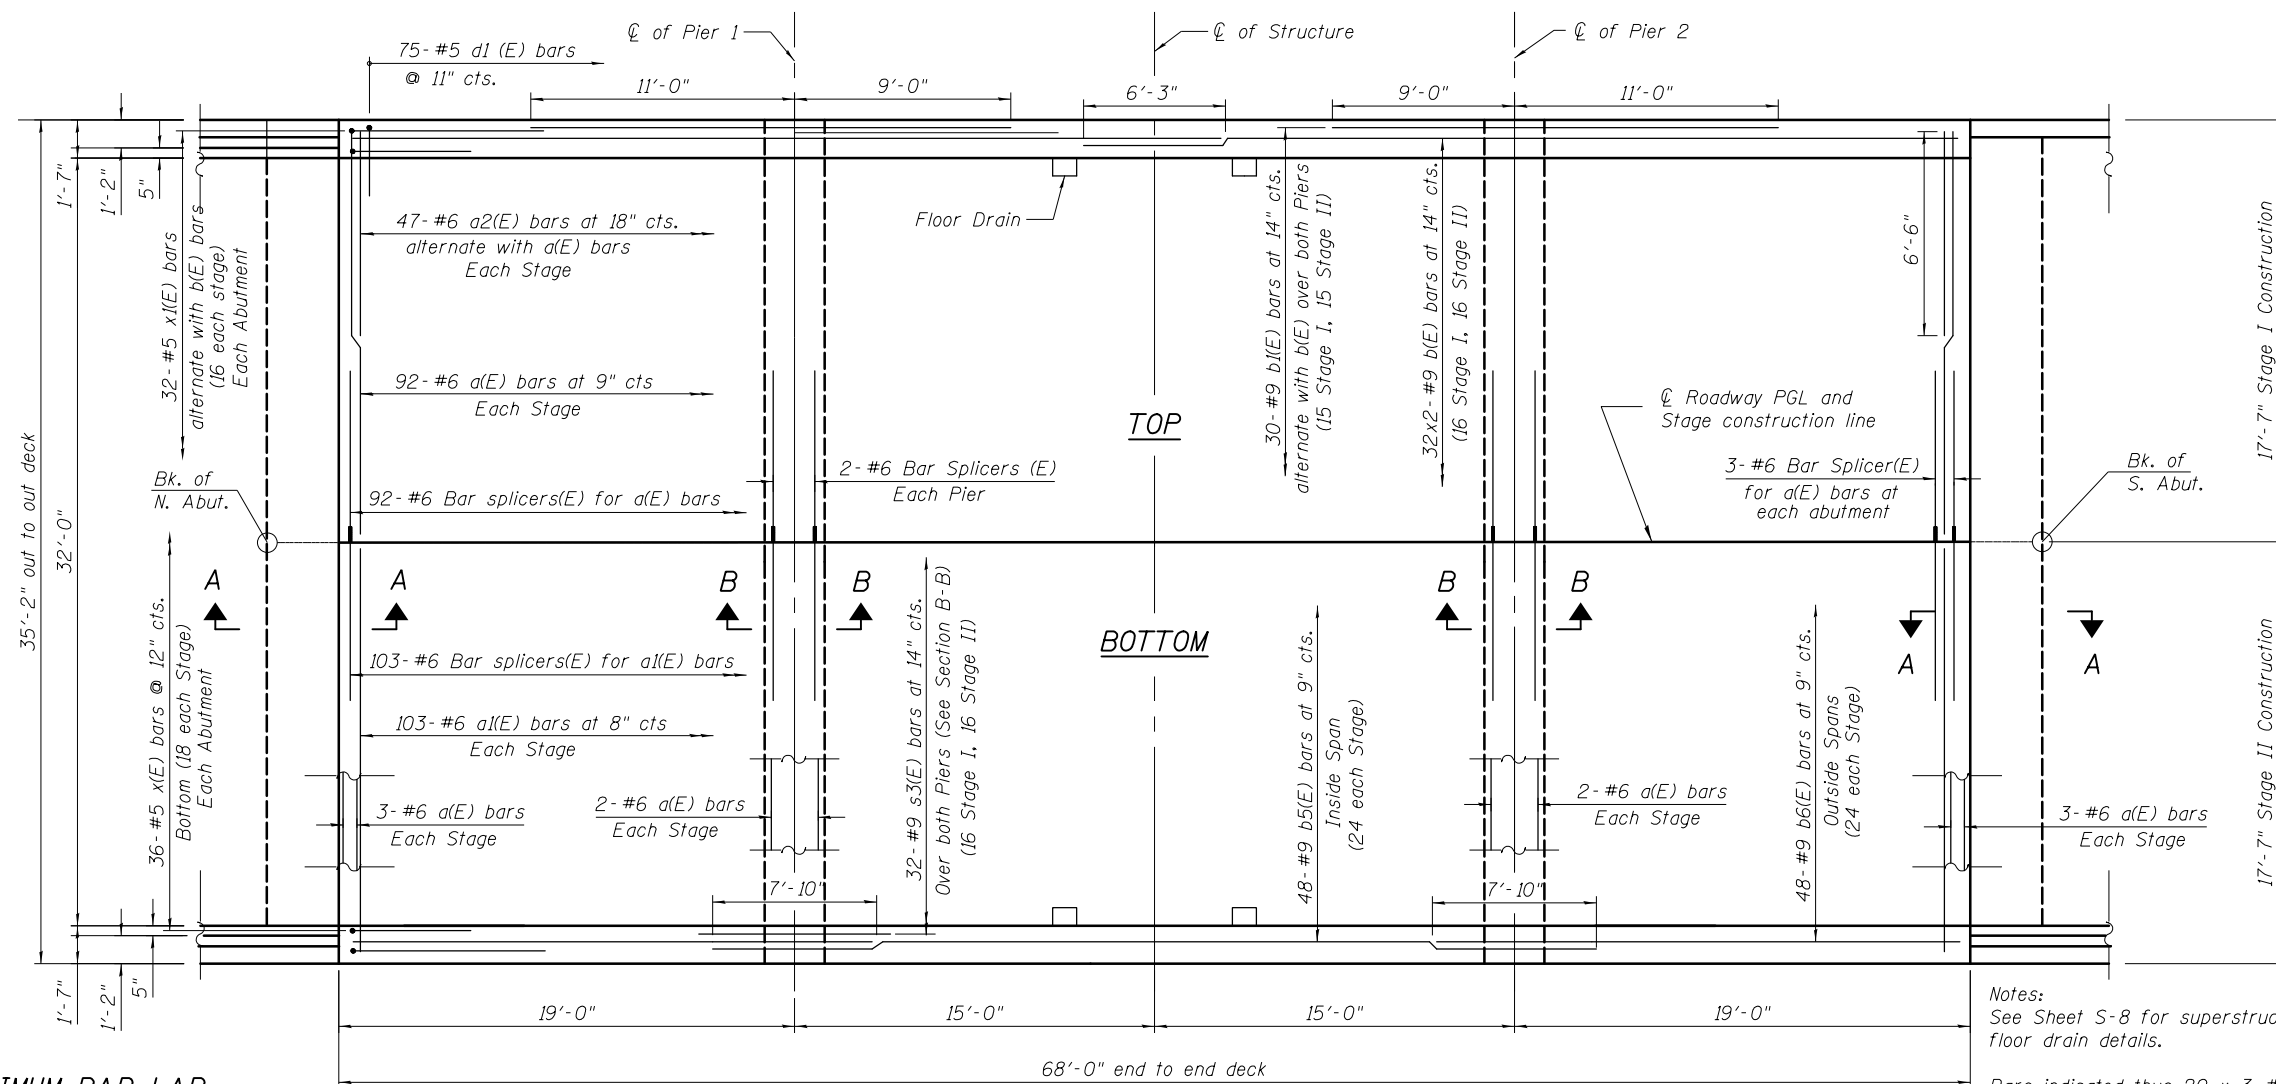 75-#5 d1 (E) bars
@ 11" cts.
℄ of Pier 1
℄ of Structure
℄ of Pier 2
11'-0"
9'-0"
6'-3"
9'-0"
11'-0"
35'-2" out to out deck
1'-7"
1'-2"
5"
32'-0"
32-#5 x1(E) bars
alternate with b(E) bars
(16 each stage)
Each Abutment
47-#6 a2(E) bars at 18" cts.
alternate with a(E) bars
Each Stage
Floor Drain
30-#9 b1(E) bars at 14" cts.
alternate with b(E) over both Piers
(15 Stage I, 15 Stage II)
32x2-#9 b(E) bars at 14" cts.
(16 Stage I, 16 Stage II)
6'-6"
17'-7" Stage I Construction
92-#6 a(E) bars at 9" cts
Each Stage
TOP
℄ Roadway PGL and
Stage construction line
2-#6 Bar Splicers (E)
Each Pier
3-#6 Bar Splicer(E)
for a(E) bars at
each abutment
Bk. of
N. Abut.
Bk. of
S. Abut.
92-#6 Bar splicers(E) for a(E) bars
A
A
B
B
B
B
A
A
36-#5 x(E) bars @ 12" cts.
Bottom (18 each Stage)
Each Abutment
103-#6 Bar splicers(E) for a1(E) bars
103-#6 a1(E) bars at 8" cts
Each Stage
32-#9 s3(E) bars at 14" cts.
Over both Piers (See Section B-B)
(16 Stage I, 16 Stage II)
BOTTOM
48-#9 b5(E) bars at 9" cts.
Inside Span
(24 each Stage)
48-#9 b6(E) bars at 9" cts.
Outside Spans
(24 each Stage)
17'-7" Stage II Construction
3-#6 a(E) bars
Each Stage
2-#6 a(E) bars
Each Stage
2-#6 a(E) bars
Each Stage
3-#6 a(E) bars
Each Stage
7'-10"
7'-10"
1'-7"
1'-2"
5"
19'-0"
15'-0"
15'-0"
19'-0"
68'-0" end to end deck
Notes:
See Sheet S-8 for
floor drain details.
BAR LAP